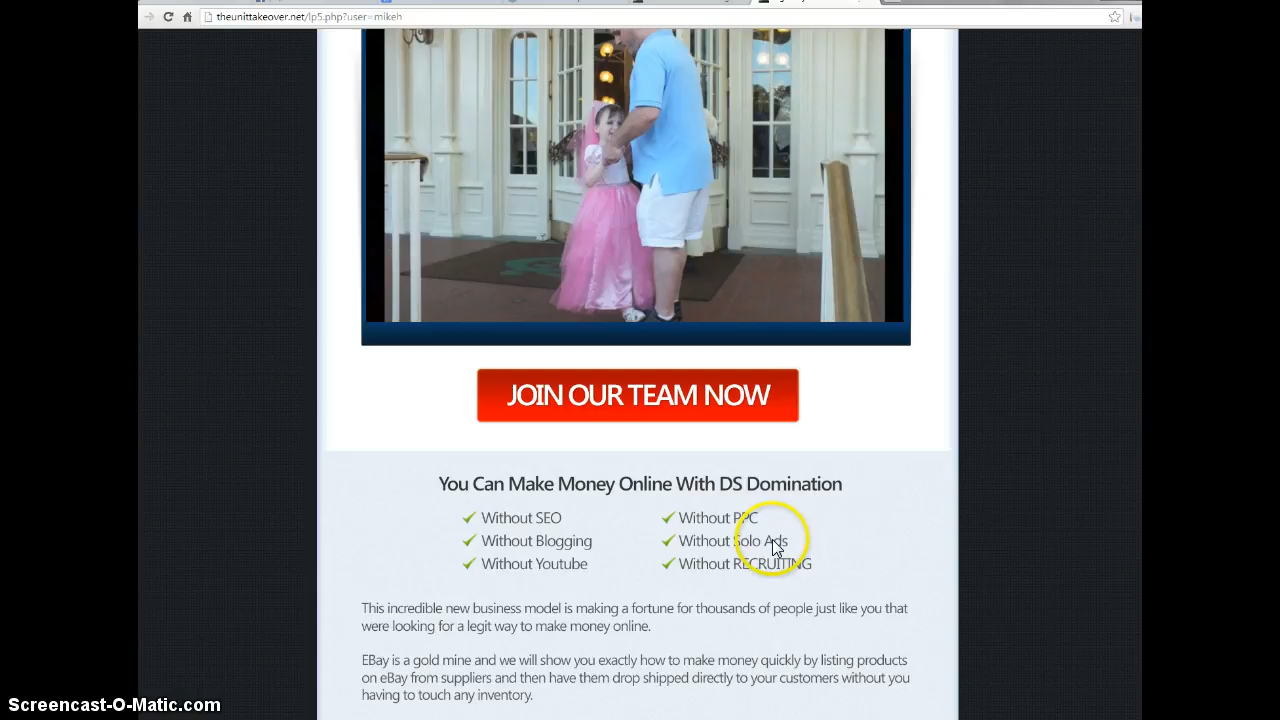 theunittakeover.net/lp5.php?user=mikeh
JOIN OUR TEAM NOW
You Can Make Money Online With DS Domination
Without SEO
Without PPC
Without Blogging
Without Solo Ads
Without Youtube
Without RECRUITING
This incredible new business model is making a fortune for thousands of people just like you that
were looking for a legit way to make money online.
EBay is a gold mine and we will show you exactly how to make money quickly by listing products
on eBay from suppliers and then have them drop shipped directly to your customers without you
having to touch any inventory.
Screencast-O-Matic.com